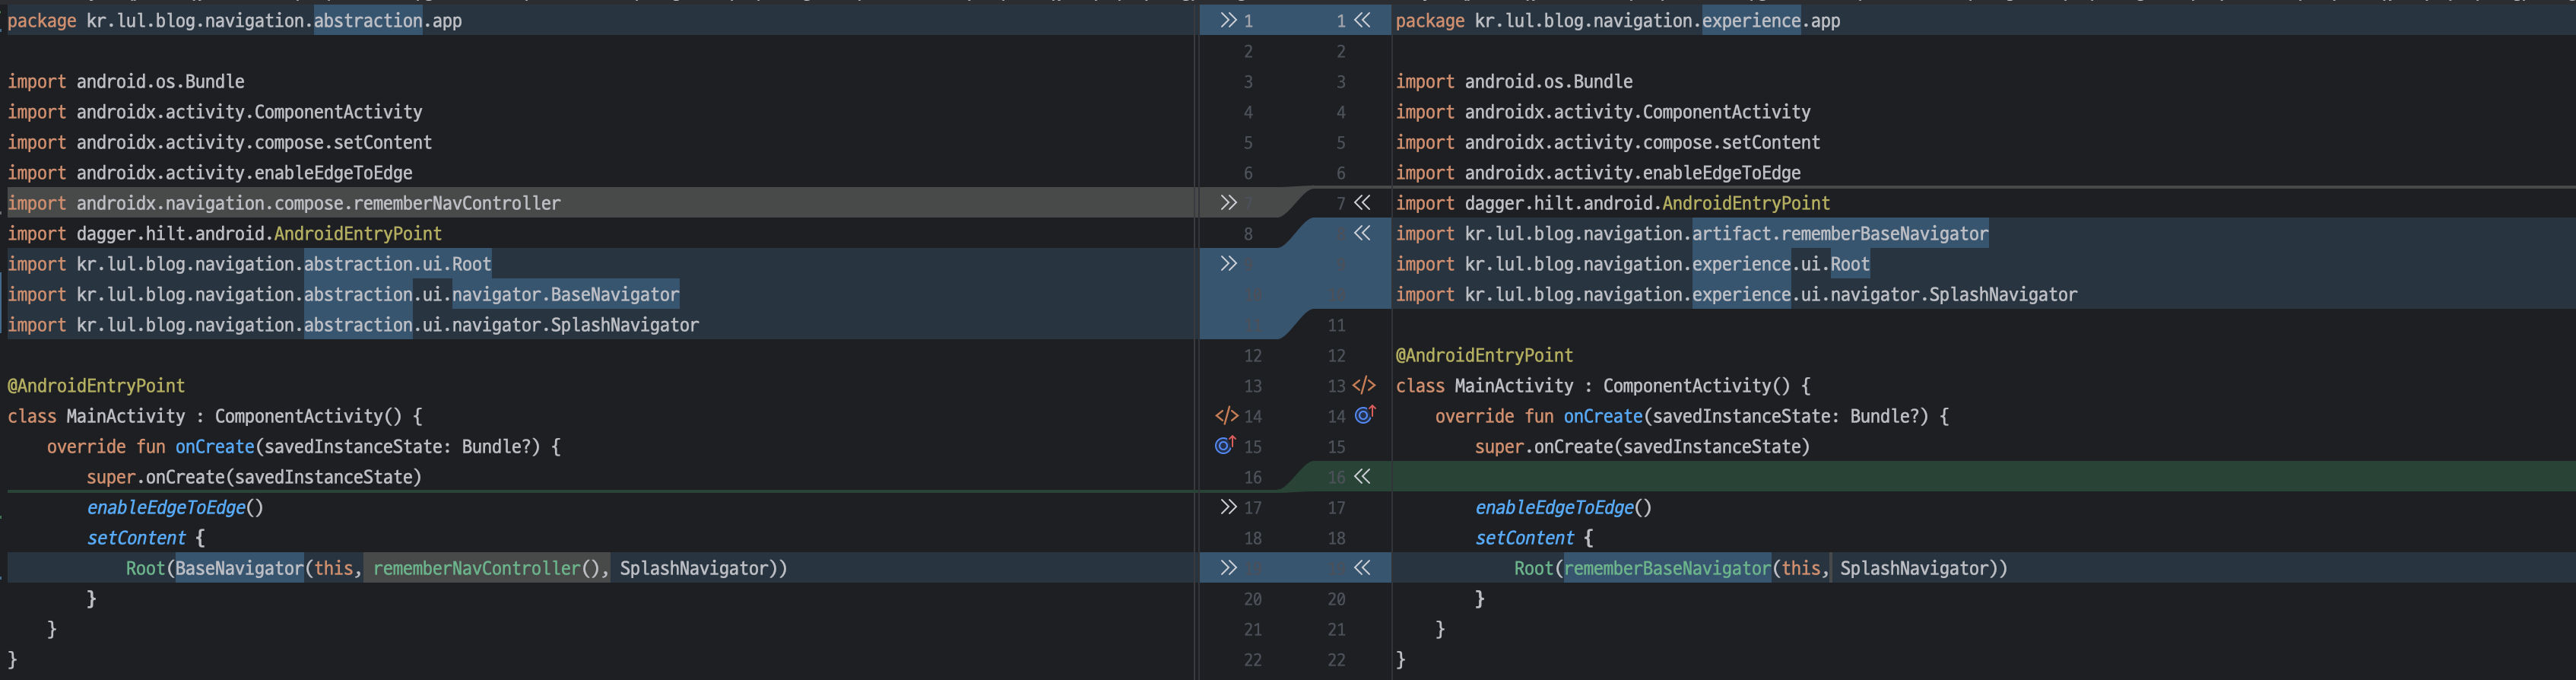 package kr.lul.blog.navigation.abstraction.app
import android.os.Bundle
import androidx.activity.ComponentActivity
import androidx.activity.compose.setContent
import androidx.activity.enableEdgeToEdge
import androidx.navigation.compose.rememberNavController
import dagger.hilt.android.AndroidEntryPoint
import kr.lul.blog.navigation.abstraction.ui.Root
import kr.lul.blog.navigation.abstraction.ui.navigator.BaseNavigator
import kr.lul.blog.navigation.abstraction.ui.navigator.SplashNavigator
@AndroidEntryPoint
class MainActivity : ComponentActivity() {
override fun onCreate(savedInstanceState: Bundle?) {
super.onCreate(savedInstanceState)
enableEdgeToEdge()
setContent {
Root(BaseNavigator(this, rememberNavController(), SplashNavigator))
}
}
}
1 1
2 2
3 3
4 4
5 5
6 6
7 7
8
11
12 12
13 13
14 14
15 15
16 16
17 17
18 18
20 20
21 21
22 22
package kr.lul.blog.navigation.experience.app
import android.os.Bundle
import androidx.activity.ComponentActivity
import androidx.activity.compose.setContent
import androidx.activity.enableEdgeToEdge
import dagger.hilt.android.AndroidEntryPoint
import kr.lul.blog.navigation.artifact.rememberBaseNavigator
import kr.lul.blog.navigation.experience.ui.Root
import kr.lul.blog.navigation.experience.ui.navigator.SplashNavigator
@AndroidEntryPoint
class MainActivity : ComponentActivity() {
override fun onCreate(savedInstanceState: Bundle?) {
super.onCreate(savedInstanceState)
enableEdgeToEdge()
setContent {
Root(rememberBaseNavigator(this, SplashNavigator))
}
}
}